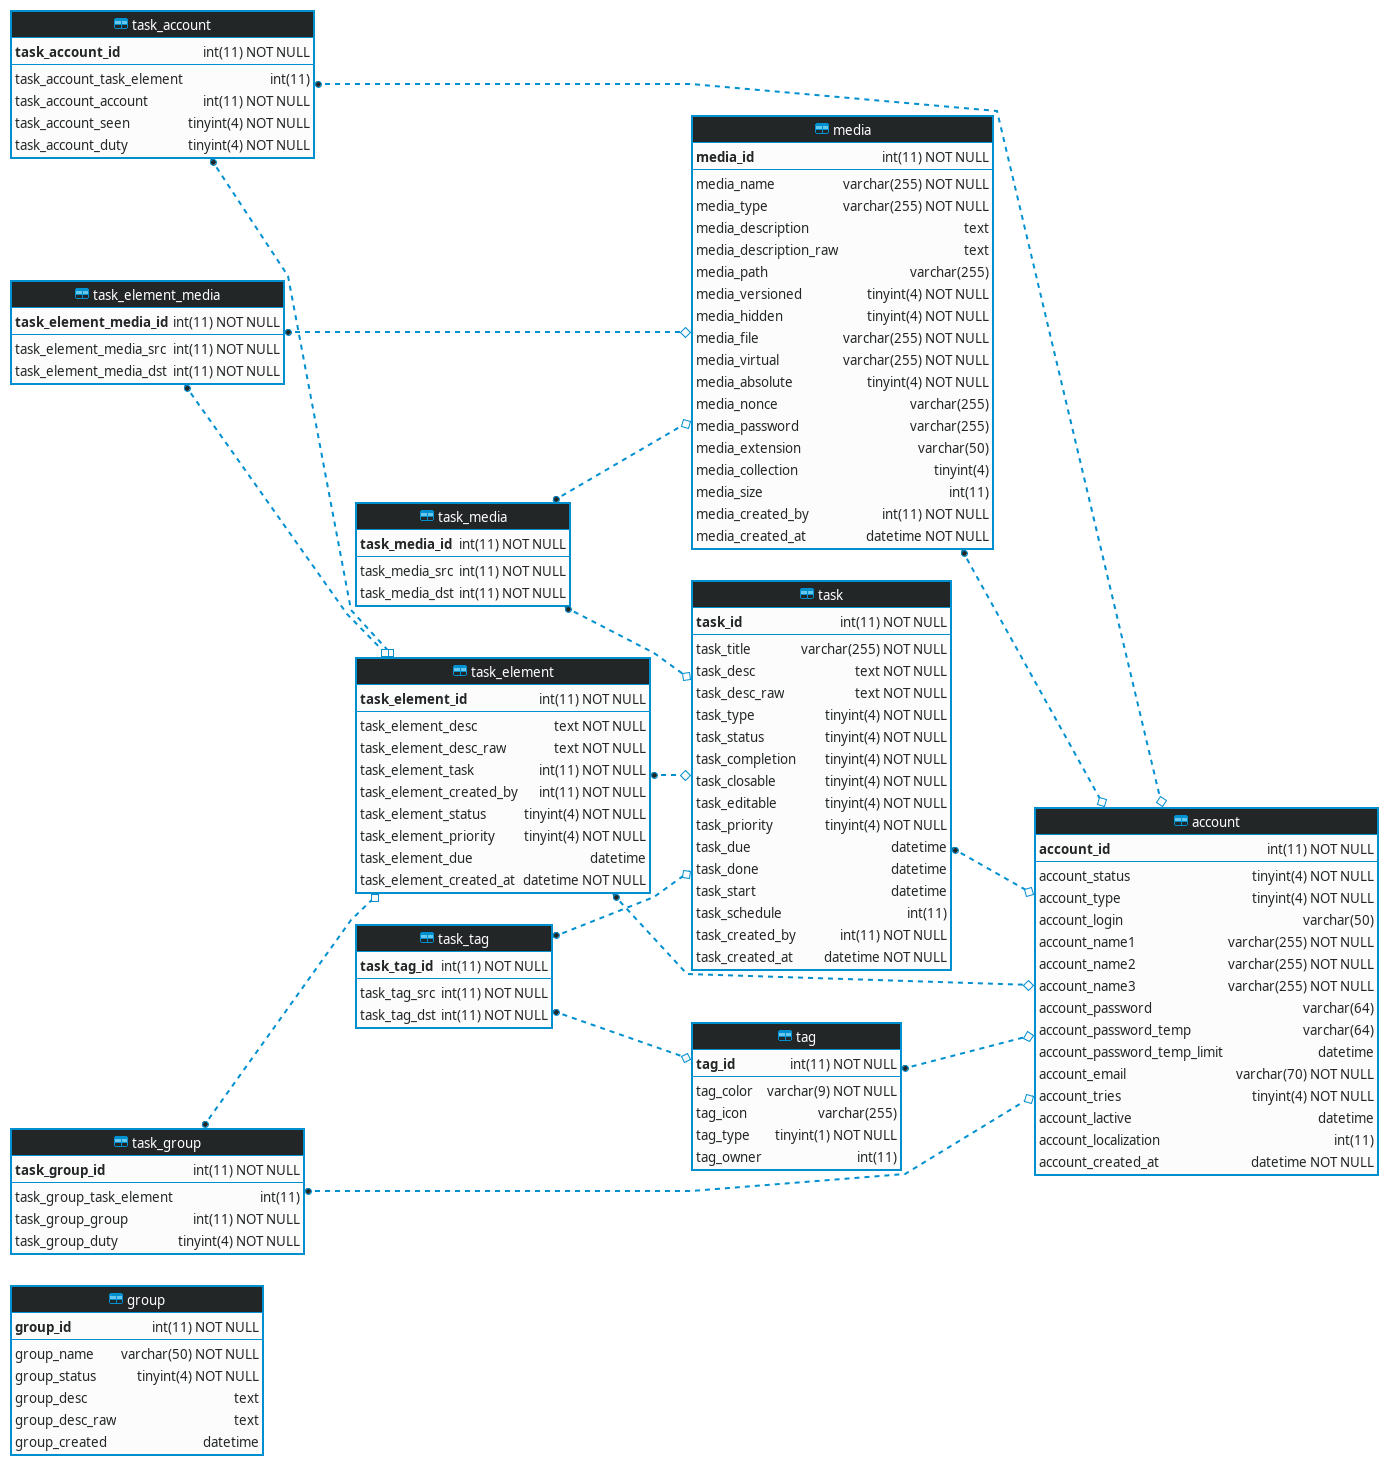 task_account
task_account_id int(11) NOT NULL
task_account_task_element int(11)
task_account_account int(11) NOT NULL
task_account_seen tinyint(4) NOT NULL
task_account_duty tinyint(4) NOT NULL
media
media_id int(11) NOT NULL
media_name varchar(255) NOT NULL
media_type varchar(255) NOT NULL
media_description text
media_description_raw text
media_path varchar(255)
media_versioned tinyint(4) NOT NULL
media_hidden tinyint(4) NOT NULL
media_file varchar(255) NOT NULL
media_virtual varchar(255) NOT NULL
media_absolute tinyint(4) NOT NULL
media_nonce varchar(255)
media_password varchar(255)
media_extension varchar(50)
media_collection tinyint(4)
media_size int(11)
media_created_by int(11) NOT NULL
media_created_at datetime NOT NULL
task_element_media
task_element_media_id int(11) NOT NULL
task_element_media_src int(11) NOT NULL
task_element_media_dst int(11) NOT NULL
task_media
task_media_id int(11) NOT NULL
task_media_src int(11) NOT NULL
task_media_dst int(11) NOT NULL
task
task_id int(11) NOT NULL
task_title varchar(255) NOT NULL
task_desc text NOT NULL
task_desc_raw text NOT NULL
task_type tinyint(4) NOT NULL
task_status tinyint(4) NOT NULL
task_completion tinyint(4) NOT NULL
task_closable tinyint(4) NOT NULL
task_editable tinyint(4) NOT NULL
task_priority tinyint(4) NOT NULL
task_due datetime
task_done datetime
task_start datetime
task_schedule int(11)
task_created_by int(11) NOT NULL
task_created_at datetime NOT NULL
task_element
task_element_id int(11) NOT NULL
task_element_desc text NOT NULL
task_element_desc_raw text NOT NULL
task_element_task int(11) NOT NULL
task_element_created_by int(11) NOT NULL
task_element_status tinyint(4) NOT NULL
task_element_priority tinyint(4) NOT NULL
task_element_due datetime
task_element_created_at datetime NOT NULL
account
account_id int(11) NOT NULL
account_status tinyint(4) NOT NULL
account_type tinyint(4) NOT NULL
account_login varchar(50)
account_name1 varchar(255) NOT NULL
account_name2 varchar(255) NOT NULL
account_name3 varchar(255) NOT NULL
account_password varchar(64)
account_password_temp varchar(64)
account_password_temp_limit datetime
account_email varchar(70) NOT NULL
account_tries tinyint(4) NOT NULL
account_lactive datetime
account_localization int(11)
account_created_at datetime NOT NULL
task_tag
task_tag_id int(11) NOT NULL
task_tag_src int(11) NOT NULL
task_tag_dst int(11) NOT NULL
tag
tag_id int(11) NOT NULL
tag_color varchar(9) NOT NULL
tag_icon varchar(255)
tag_type tinyint(1) NOT NULL
tag_owner int(11)
task_group
task_group_id int(11) NOT NULL
task_group_task_element int(11)
task_group_group int(11) NOT NULL
task_group_duty tinyint(4) NOT NULL
group
group_id int(11) NOT NULL
group_name varchar(50) NOT NULL
group_status tinyint(4) NOT NULL
group_desc text
group_desc_raw text
group_created datetime